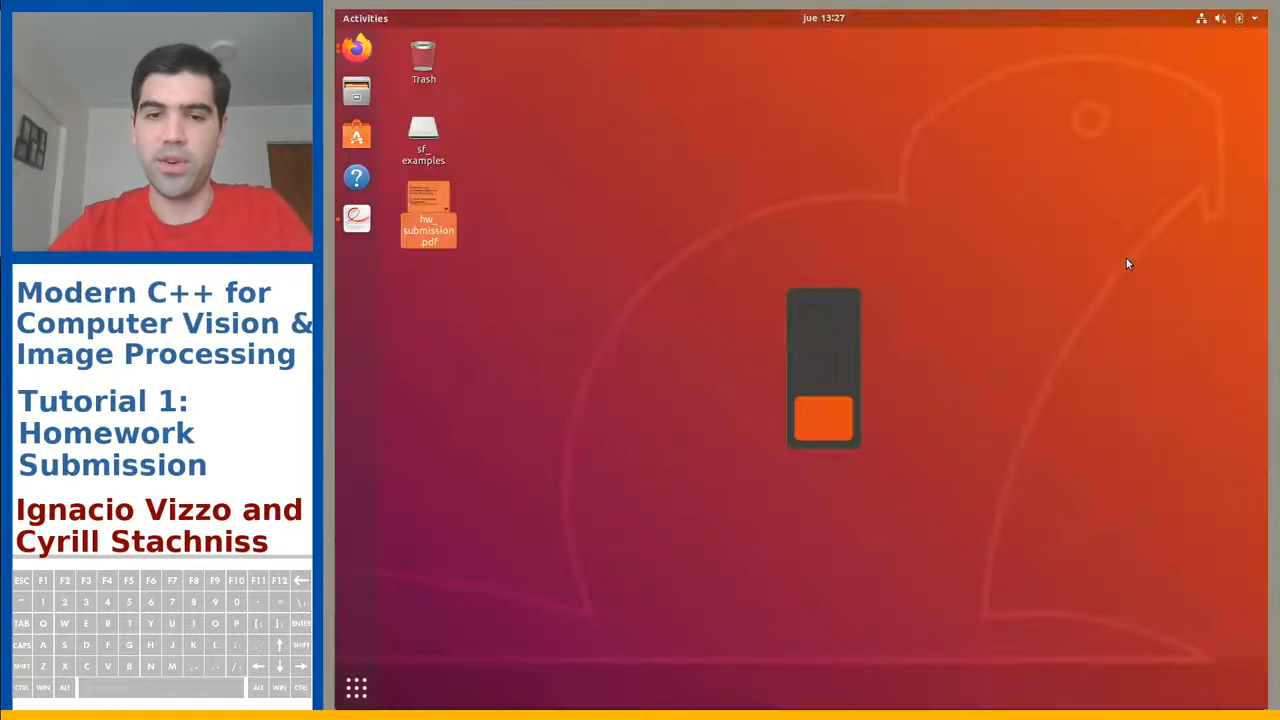 Activities
jue 13:27
Trash
sf_
examples
hw_
submission
.pdf
Modern C++ for
Computer Vision &
Image Processing
Tutorial 1:
Homework
Submission
Ignacio Vizzo and
Cyrill Stachniss
ESC F1 F2 F3 F4 F5 F6 F7 F8 F9 F10 F11 F12
1 2 3 4 5 6 7 8 9 0 - =
TAB Q W E R T Y U I O P [ ] ENTER
CAPS A S D F G H J K L ; SHIFT
SHIFT Z X C V B N M
CTRL WIN ALT ALT WIN CTRL